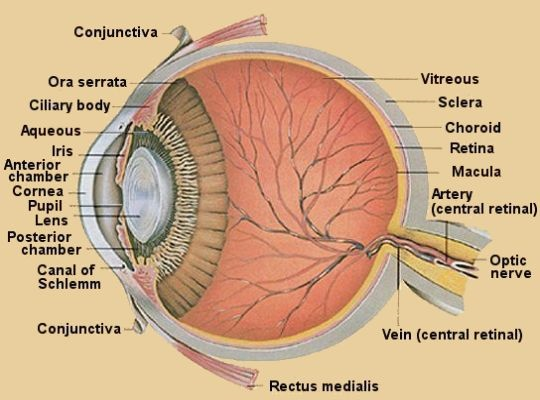 Conjunctiva
Ora serrata
Ciliary body
Aqueous
Iris
Anterior
chamber
Cornea
Pupil
Lens
Posterior
chamber
Canal of
Schlemm
Conjunctiva
Vitreous
Sclera
Choroid
Retina
Macula
Artery
(central retinal)
Optic
nerve
Vein (central retinal)
Rectus medialis